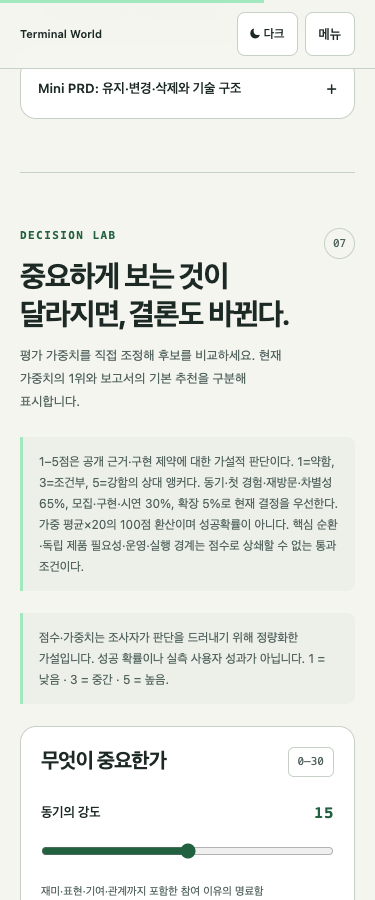 Terminal World
다크
메뉴
Mini PRD: 유지·변경·삭제와 기술 구조 +
DECISION LAB
07
중요하게 보는 것이
달라지면, 결론도 바뀐다.
평가 가중치를 직접 조정해 후보를 비교하세요. 현재
가중치의 1위와 보고서의 기본 추천을 구분해
표시합니다.
1–5점은 공개 근거·구현 제약에 대한 가설적 판단이다. 1=약함,
3=조건부, 5=강함의 상대 앵커다. 동기·첫 경험·재방문·차별성
65%, 모집·구현·시연 30%, 확장 5%로 현재 결정을 우선한다.
가중 평균×20의 100점 환산이며 성공확률이 아니다. 핵심 순환
·독립 제품 필요성·운영·실행 경계는 점수로 상쇄할 수 없는 통과
조건이다.
점수·가중치는 조사자가 판단을 드러내기 위해 정량화한
가설입니다. 성공 확률이나 실측 사용자 성과가 아닙니다. 1 =
낮음 · 3 = 중간 · 5 = 높음.
무엇이 중요한가
0–30
동기의 강도
15
재미·표현·기여·관계까지 포함한 참여 이유의 명료함